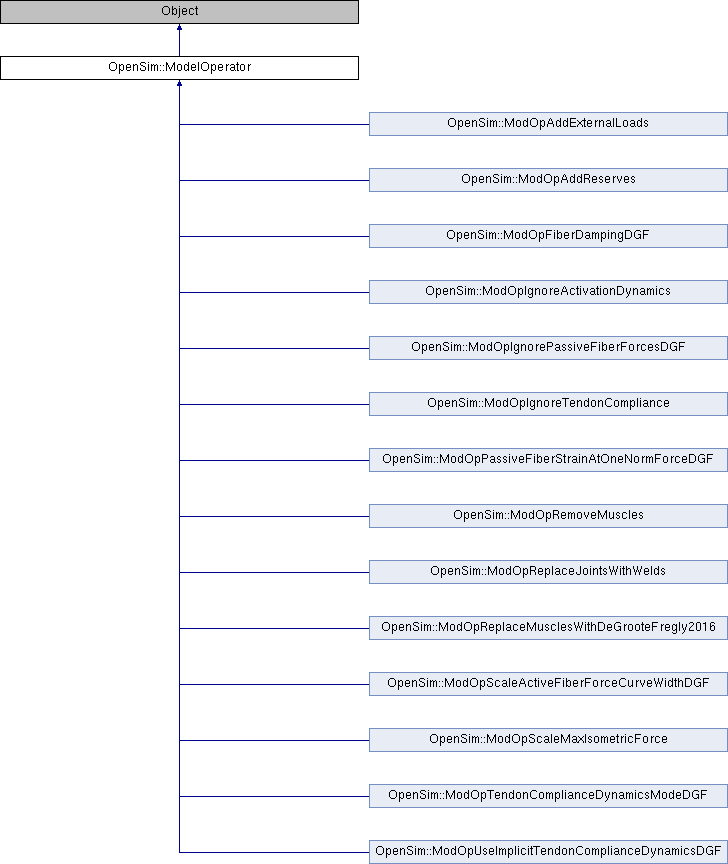 Object
OpenSim::ModelOperator
OpenSim::ModOpAddExternalLoads
OpenSim::ModOpAddReserves
OpenSim::ModOpFiberDampingDGF
OpenSim::ModOpIgnoreActivationDynamics
OpenSim::ModOpIgnorePassiveFiberForcesDGF
OpenSim::ModOpIgnoreTendonCompliance
OpenSim::ModOpPassiveFiberStrainAtOneNormForceDGF
OpenSim::ModOpRemoveMuscles
OpenSim::ModOpReplaceJointsWithWelds
OpenSim::ModOpReplaceMusclesWithDeGrooteFregly2016
OpenSim::ModOpScaleActiveFiberForceCurveWidthDGF
OpenSim::ModOpScaleMaxIsometricForce
OpenSim::ModOpTendonComplianceDynamicsModeDGF
OpenSim::ModOpUseImplicitTendonComplianceDynamicsDGF